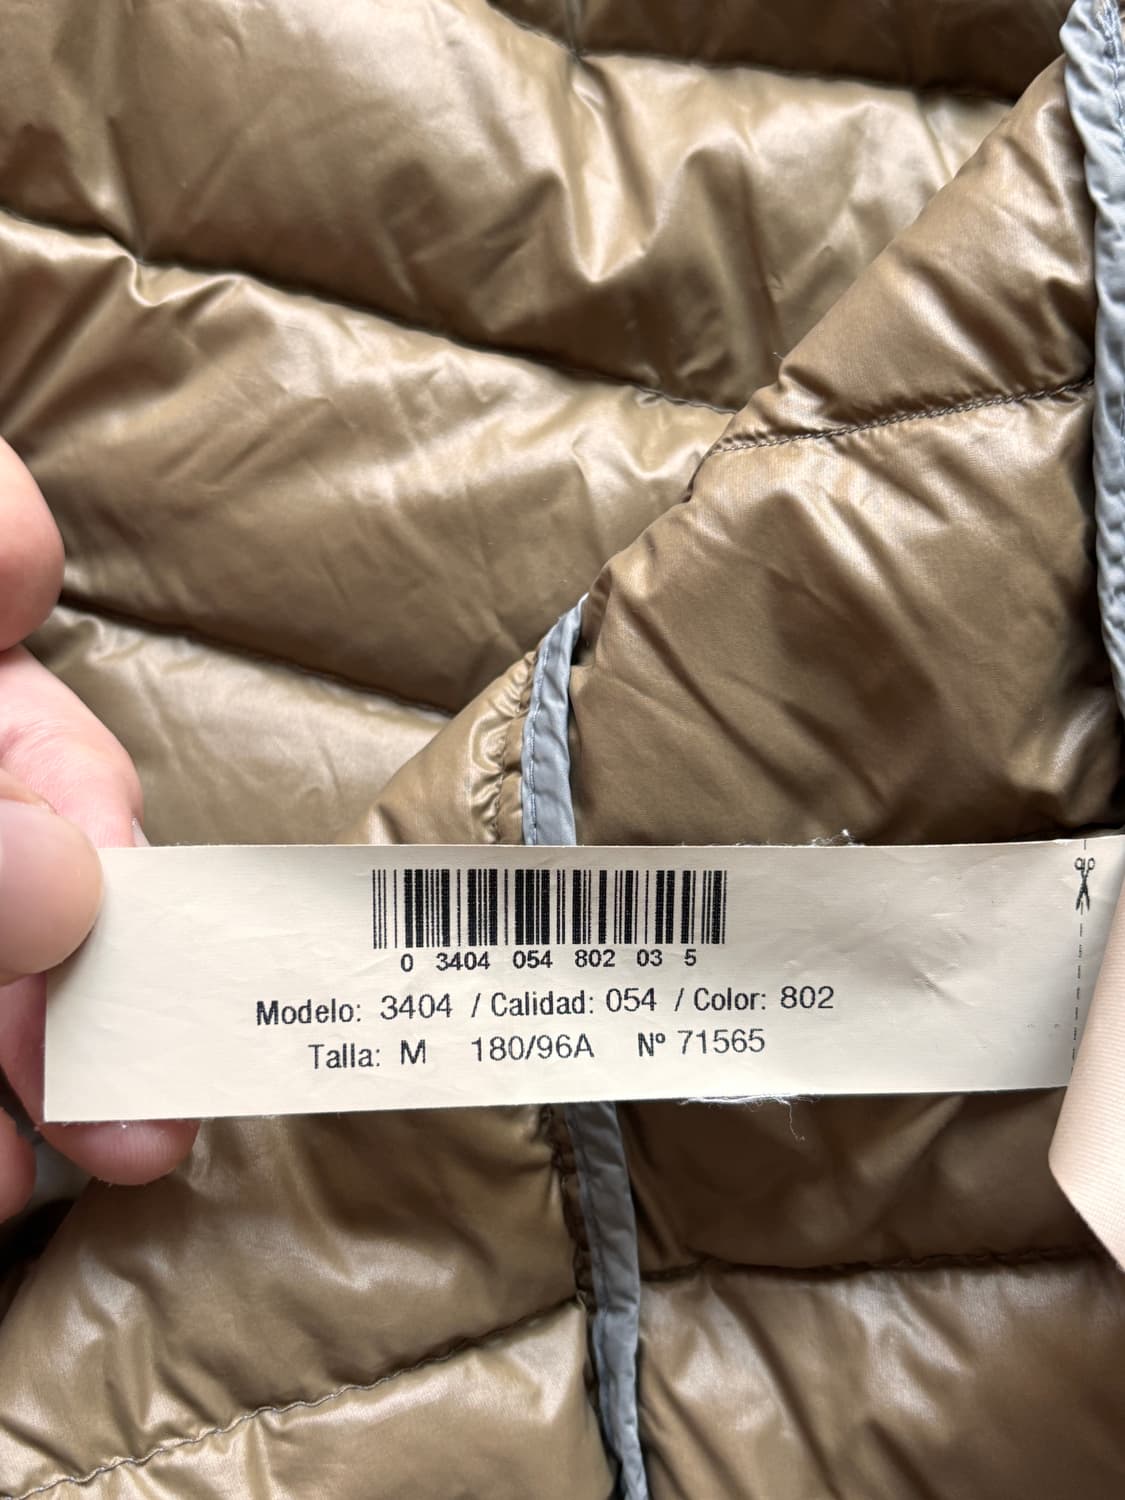 0 3404 054 802 03 5
Modelo: 3404 / Calidad: 054 / Color: 802
Talla: M 180/96A Nº 71565